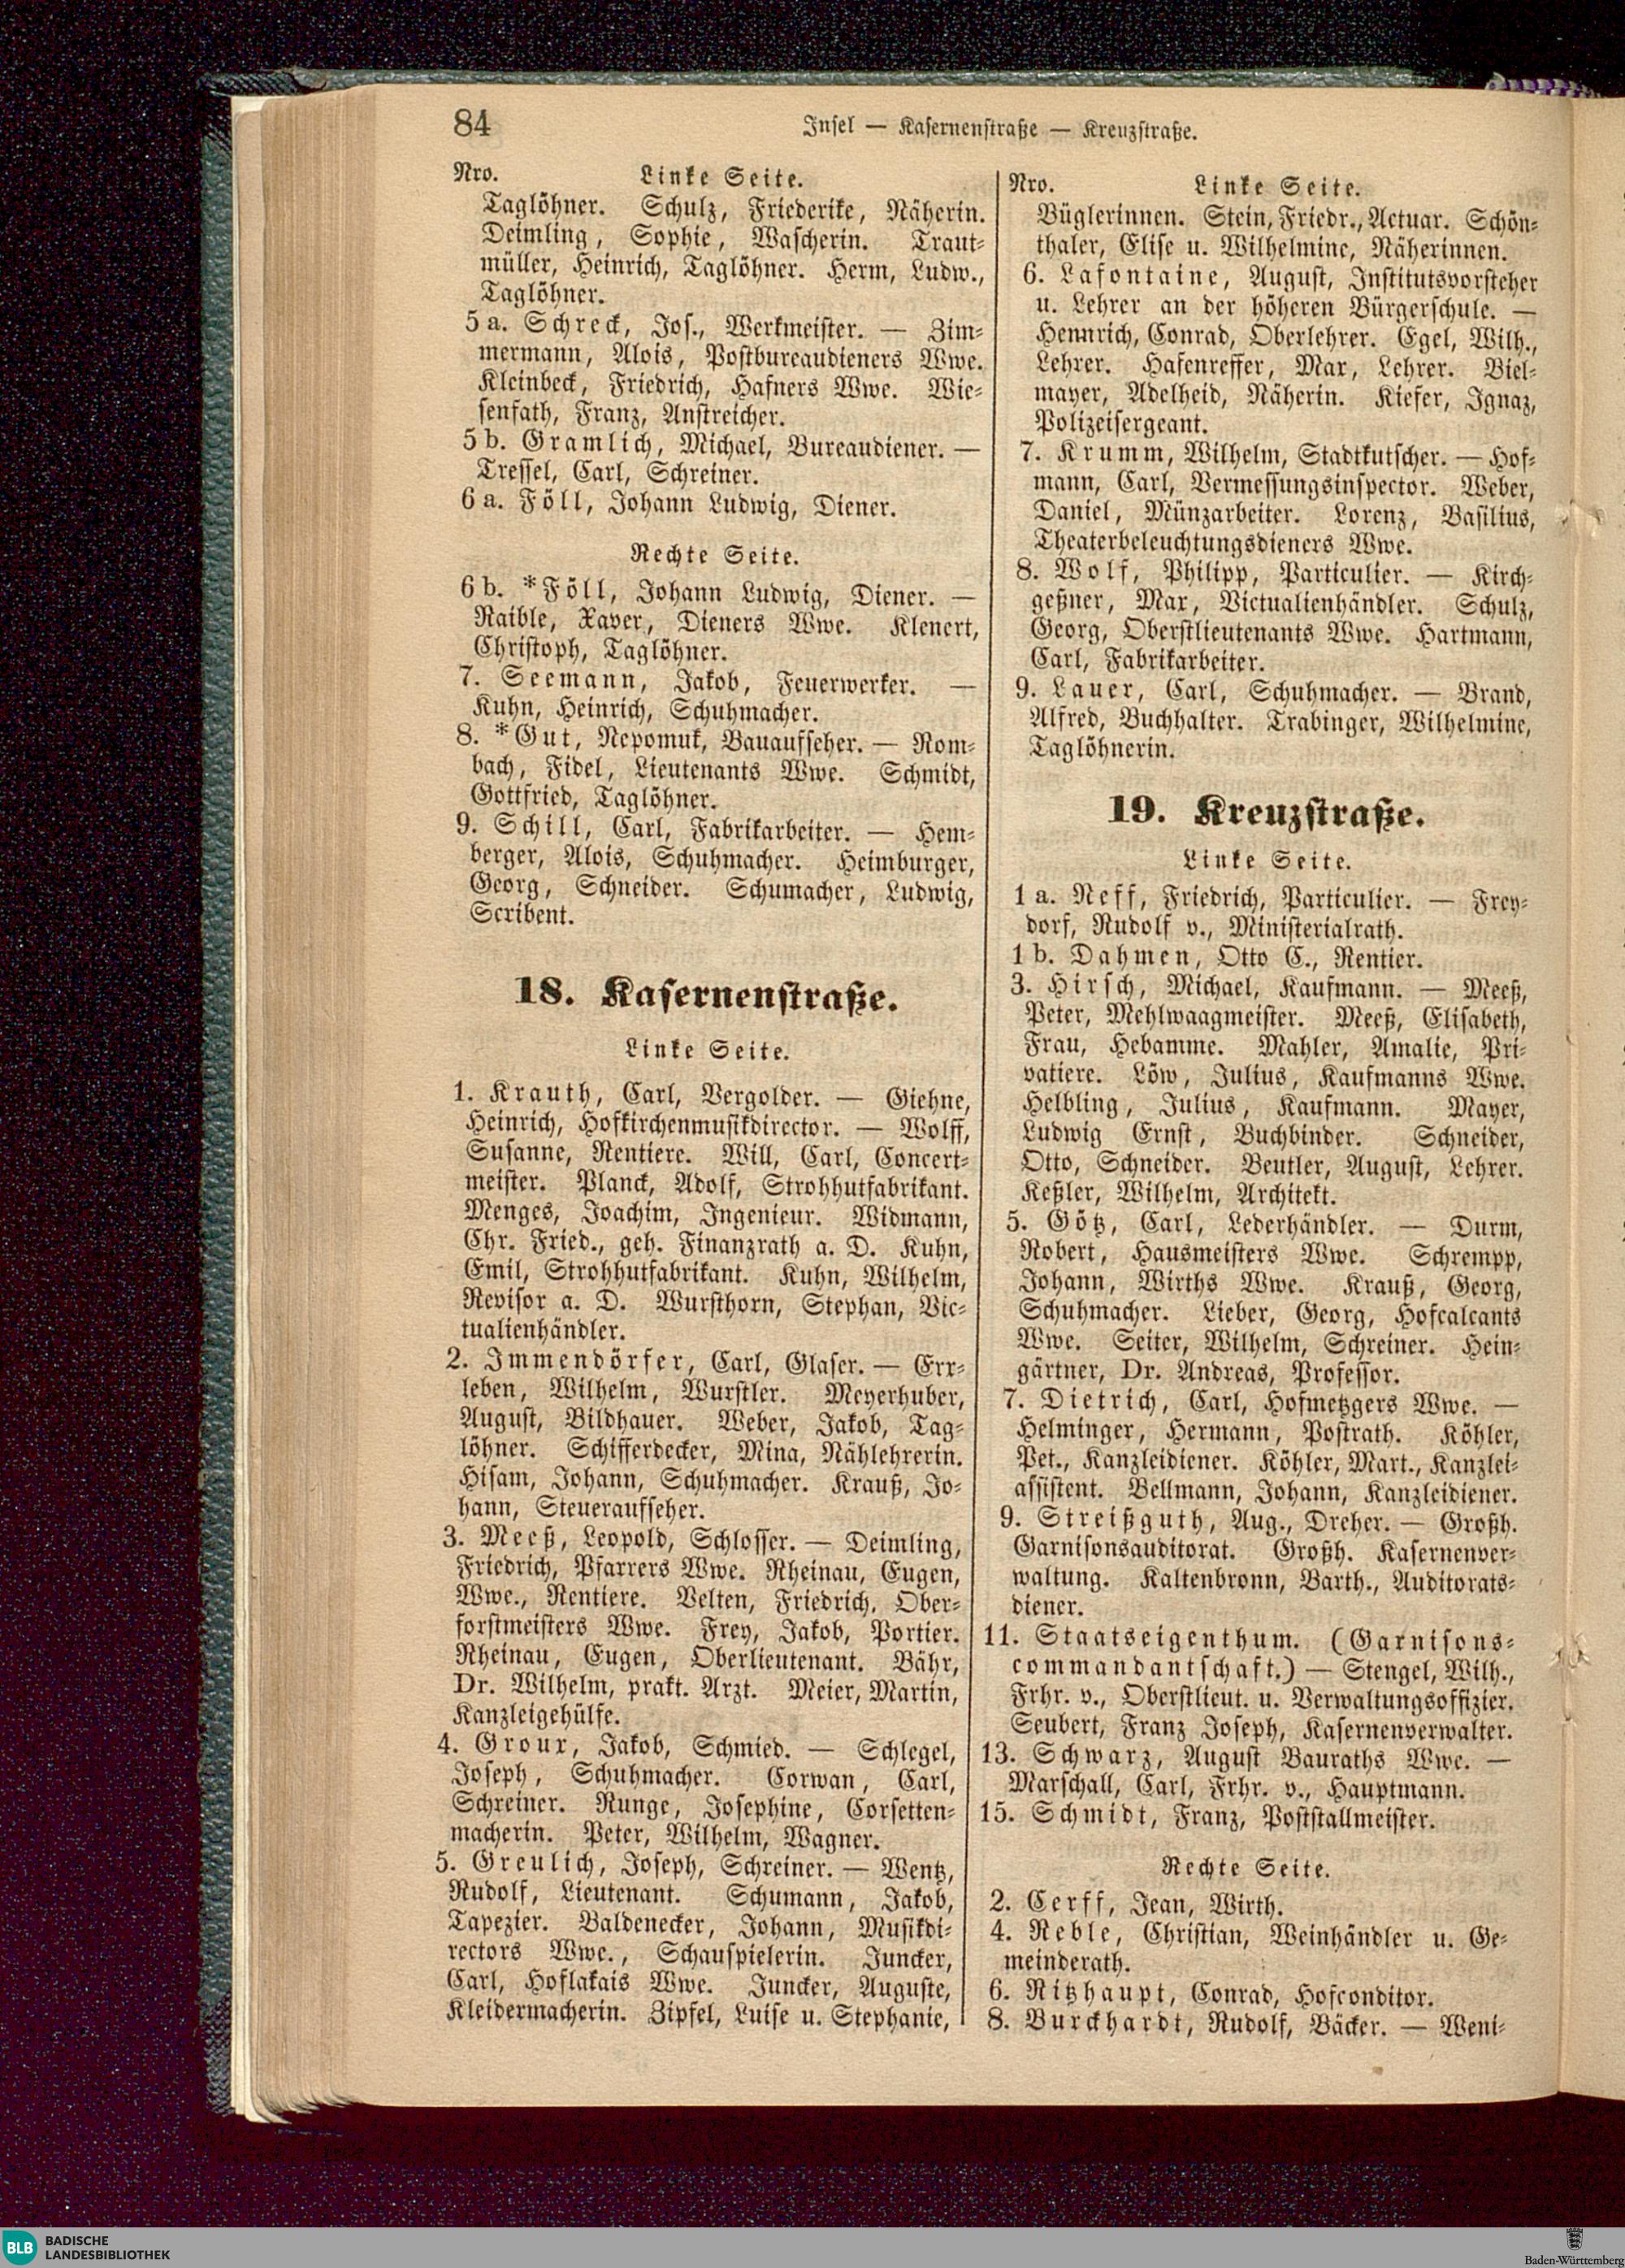 84
Insel — Kasernenstraße — Kreuzstraße.
Nro. Linke Seite.
Taglöhner. Schulz, Friederike, Näherin.
Deimling, Sophie, Wascherin. Traut-
müller, Heinrich, Taglöhner. Herm, Ludw.,
Taglöhner.
5 a. Schreck, Jos., Werkmeister. — Zim-
mermann, Alois, Postbureaudieners Wwe.
Kleinbeck, Friedrich, Hafners Wwe. Wie-
senfath, Franz, Anstreicher.
5 b. Gramlich, Michael, Bureaudiener. —
Tressel, Carl, Schreiner.
6 a. Föll, Johann Ludwig, Diener.
Rechte Seite.
6 b. *Föll, Johann Ludwig, Diener. —
Raible, Xaver, Dieners Wwe. Klenert,
Christoph, Taglöhner.
7. Seemann, Jakob, Feuerwerker. —
Kuhn, Heinrich, Schuhmacher.
8. *Gut, Nepomuk, Bauaufseher. — Rom-
bach, Fidel, Lieutenants Wwe. Schmidt,
Gottfried, Taglöhner.
9. Schill, Carl, Fabrikarbeiter. — Hem-
berger, Alois, Schuhmacher. Heimburger,
Georg, Schneider. Schumacher, Ludwig,
Scribent.
18. Kasernenstraße.
Linke Seite.
1. Krauth, Carl, Vergolder. — Giehne,
Heinrich, Hofkirchenmusikdirector. — Wolff,
Susanne, Rentiere. Will, Carl, Concert-
meister. Planck, Adolf, Strohhutfabrikant.
Menges, Joachim, Ingenieur. Widmann,
Chr. Fried., geh. Finanzrath a. D. Kuhn,
Emil, Strohhutfabrikant. Kuhn, Wilhelm,
Revisor a. D. Wursthorn, Stephan, Vic-
tualienhändler.
2. Immendörfer, Carl, Glaser. — Erx-
leben, Wilhelm, Wurstler. Meyerhuber,
August, Bildhauer. Weber, Jakob, Tag-
löhner. Schifferdecker, Mina, Nählehrerin.
Hisam, Johann, Schuhmacher. Krauß, Jo-
hann, Steueraufseher.
3. Meeß, Leopold, Schlosser. — Deimling,
Friedrich, Pfarrers Wwe. Rheinau, Eugen,
Wwe., Rentiere. Velten, Friedrich, Ober-
forstmeisters Wwe. Frey, Jakob, Portier.
Rheinau, Eugen, Oberlieutenant. Bähr,
Dr. Wilhelm, prakt. Arzt. Meier, Martin,
Kanzleigehülfe.
4. Groux, Jakob, Schmied. — Schlegel,
Joseph, Schuhmacher. Corwan, Carl,
Schreiner. Runge, Josephine, Corsetten-
macherin. Peter, Wilhelm, Wagner.
5. Greulich, Joseph, Schreiner. — Wentz,
Rudolf, Lieutenant. Schumann, Jakob,
Tapezier. Baldenecker, Johann, Musikdi-
rectors Wwe., Schauspielerin. Juncker,
Carl, Hoflakais Wwe. Juncker, Auguste,
Kleidermacherin. Zipfel, Luise u. Stephanie,
Nro. Linke Seite.
Büglerinnen. Stein, Friedr., Actuar. Schön-
thaler, Elise u. Wilhelmine, Näherinnen.
6. Lafontaine, August, Institutsvorsteher
u. Lehrer an der höheren Bürgerschule. —
Hennrich, Conrad, Oberlehrer. Egel, Wilh.,
Lehrer. Hafenreffer, Max, Lehrer. Viel-
mayer, Adelheid, Näherin. Kiefer, Ignaz,
Polizeisergeant.
7. Krumm, Wilhelm, Stadtkutscher. — Hof-
mann, Carl, Vermessungsinspector. Weber,
Daniel, Münzarbeiter. Lorenz, Basilius,
Theaterbeleuchtungsdieners Wwe.
8. Wolf, Philipp, Particulier. — Kirch-
geßner, Max, Victualienhändler. Schulz,
Georg, Oberstlieutenants Wwe. Hartmann,
Carl, Fabrikarbeiter.
9. Lauer, Carl, Schuhmacher. — Brand,
Alfred, Buchhalter. Trabinger, Wilhelmine,
Taglöhnerin.
19. Kreuzstraße.
Linke Seite.
1 a. Neff, Friedrich, Particulier. — Frey-
dorf, Rudolf v., Ministerialrath.
1 b. Dahmen, Otto C., Rentier.
3. Hirsch, Michael, Kaufmann. — Meeß,
Peter, Mehlwaagmeister. Meeß, Elisabeth,
Frau, Hebamme. Mahler, Amalie, Pri-
vatiere. Löw, Julius, Kaufmanns Wwe.
Helbling, Julius, Kaufmann. Mayer,
Ludwig Ernst, Buchbinder. Schneider,
Otto, Schneider. Beutler, August, Lehrer.
Keßler, Wilhelm, Architekt.
5. Götz, Carl, Lederhändler. — Durm,
Robert, Hausmeisters Wwe. Schrempp,
Johann, Wirths Wwe. Krauß, Georg,
Schuhmacher. Lieber, Georg, Hofcalcants
Wwe. Seiter, Wilhelm, Schreiner. Hein-
gärtner, Dr. Andreas, Professor.
7. Dietrich, Carl, Hofmetzgers Wwe. —
Helminger, Hermann, Postrath. Köhler,
Pet., Kanzleidiener. Köhler, Mart., Kanzlei-
assistent. Bellmann, Johann, Kanzleidiener.
9. Streißguth, Aug., Dreher. — Großh.
Garnisonsauditorat. Großh. Kasernenver-
waltung. Kaltenbronn, Barth., Auditorats-
diener.
11. Staatseigenthum. (Garnisons-
commandantschaft.) — Stengel, Wilh.,
Frhr. v., Oberstlieut. u. Verwaltungsoffizier.
Seubert, Franz Joseph, Kasernenverwalter.
13. Schwarz, August Bauraths Wwe. —
Marschall, Carl, Frhr. v., Hauptmann.
15. Schmidt, Franz, Poststallmeister.
Rechte Seite.
2. Cerff, Jean, Wirth.
4. Reble, Christian, Weinhändler u. Ge-
meinderath.
6. Ritzhaupt, Conrad, Hofconditor.
8. Burckhardt, Rudolf, Bäcker. — Weni-
BLB BADISCHE
LANDESBIBLIOTHEK
Baden-Württemberg